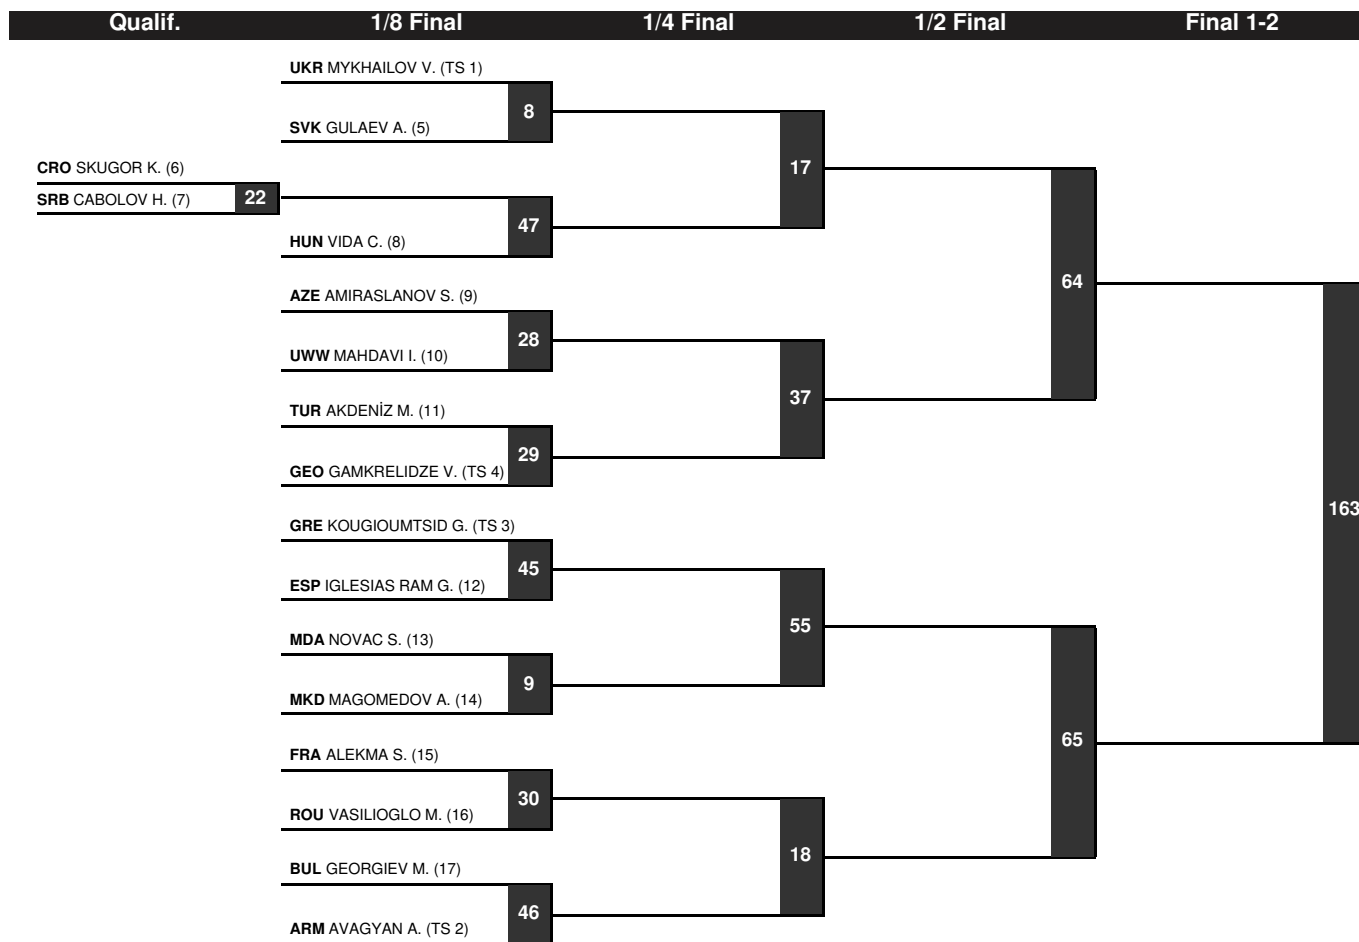 Qualif. 1/8 Final 1/4 Final 1/2 Final Final 1-2
UKR MYKHAILOV V. (TS 1)
8
SVK GULAEV A. (5)
CRO SKUGOR K. (6)
17
SRB CABOLOV H. (7) 22
47
HUN VIDA C. (8)
64
AZE AMIRASLANOV S. (9)
28
UWW MAHDAVI I. (10)
37
TUR AKDENİZ M. (11)
29
GEO GAMKRELIDZE V. (TS 4)
163
GRE KOUGIOUMTSID G. (TS 3)
45
ESP IGLESIAS RAM G. (12)
55
MDA NOVAC S. (13)
9
MKD MAGOMEDOV A. (14)
65
FRA ALEKMA S. (15)
30
ROU VASILIOGLO M. (16)
18
BUL GEORGIEV M. (17)
46
ARM AVAGYAN A. (TS 2)